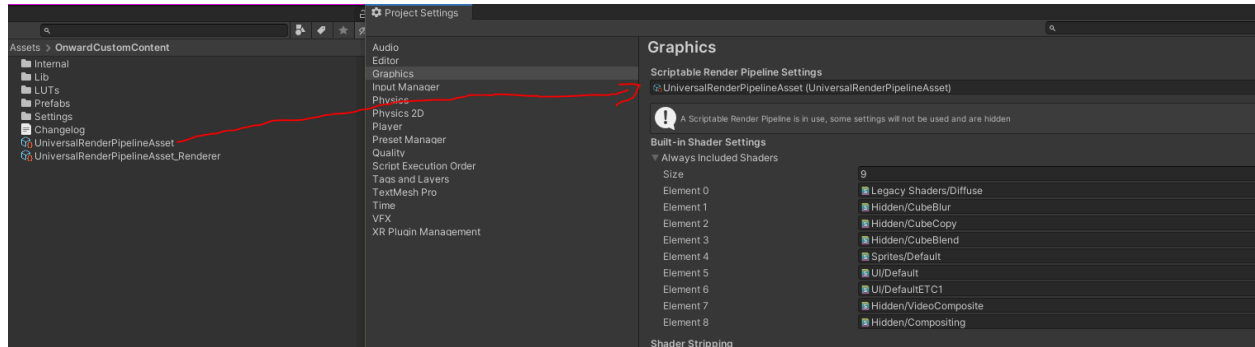 Project Settings
Assets > OnwardCustomContent
Internal
Lib
LUTs
Prefabs
Settings
Changelog
UniversalRenderPipelineAsset
UniversalRenderPipelineAsset_Renderer
Audio
Editor
Graphics
Input Manager
Physics
Physics 2D
Player
Preset Manager
Quality
Script Execution Order
Tags and Layers
TextMesh Pro
Time
VFX
XR Plugin Management
Graphics
Scriptable Render Pipeline Settings
UniversalRenderPipelineAsset (UniversalRenderPipelineAsset)
A Scriptable Render Pipeline is in use, some settings will not be used and are hidden
Built-in Shader Settings
Always Included Shaders
Size 9
Element 0 Legacy Shaders/Diffuse
Element 1 Hidden/CubeBlur
Element 2 Hidden/CubeCopy
Element 3 Hidden/CubeBlend
Element 4 Sprites/Default
Element 5 UI/Default
Element 6 UI/DefaultETC1
Element 7 Hidden/VideoComposite
Element 8 Hidden/Compositing
Shader Stripping